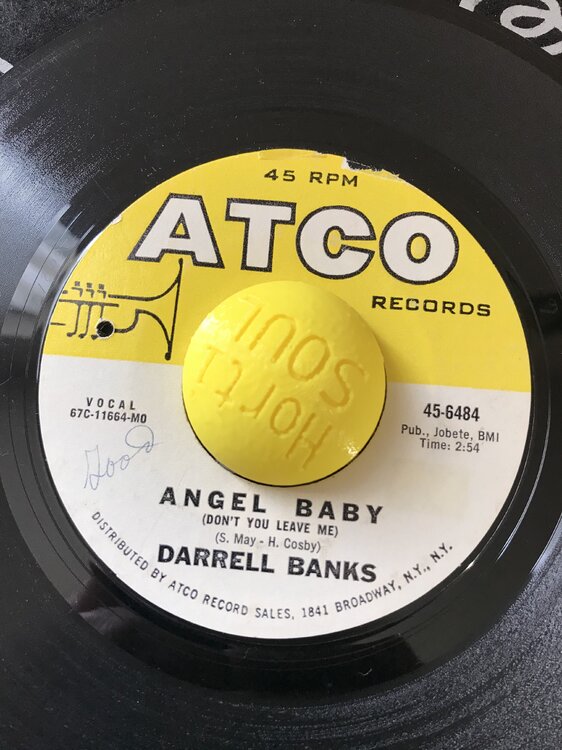 45 RPM
ATCO
RECORDS
Horti
SOUL
VOCAL
67C-11664-MO
45-6484
Pub., Jobete, BMI
Time: 2:54
Good
ANGEL BABY
(DON'T YOU LEAVE ME)
(S. May - H. Cosby)
DARRELL BANKS
DISTRIBUTED BY ATCO RECORD SALES, 1841 BROADWAY, N.Y., N.Y.